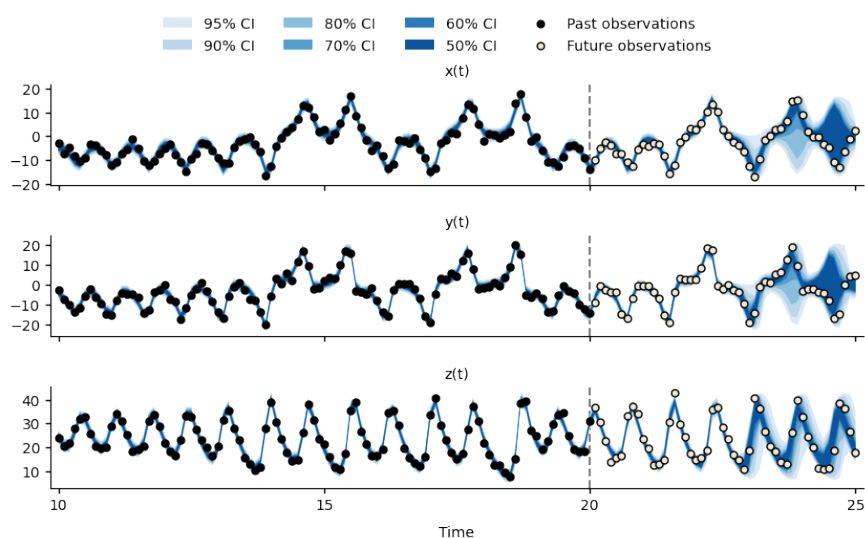 95% CI 80% CI 60% CI Past observations
90% CI 70% CI 50% CI Future observations
x(t)
20
10
0
−10
−20
y(t)
20
10
0
−10
−20
z(t)
40
30
20
10
10 15 20 25
Time